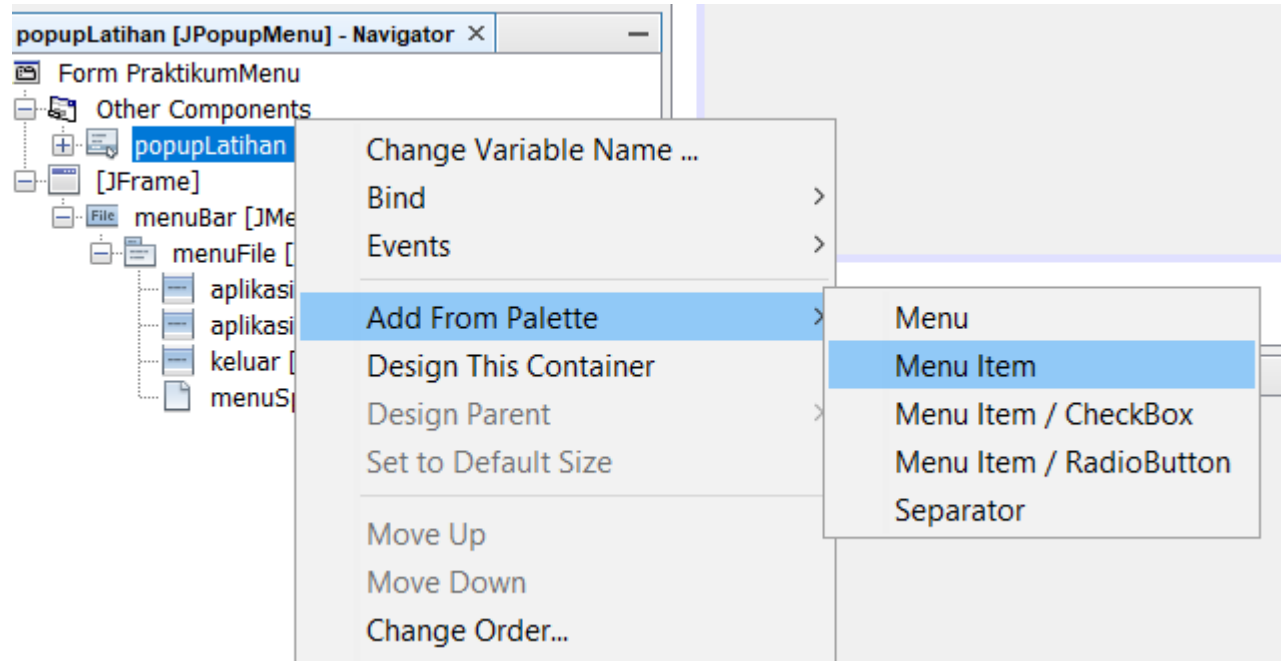 popupLatihan [JPopupMenu] - Navigator
Form PraktikumMenu
Other Components
popupLatihan
[JFrame]
menuBar [JMe
File
menuFile [
aplikasi
aplikasi
keluar [
menuSp
Change Variable Name ...
Bind
Events
Add From Palette
Design This Container
Design Parent
Set to Default Size
Move Up
Move Down
Change Order...
Menu
Menu Item
Menu Item / CheckBox
Menu Item / RadioButton
Separator